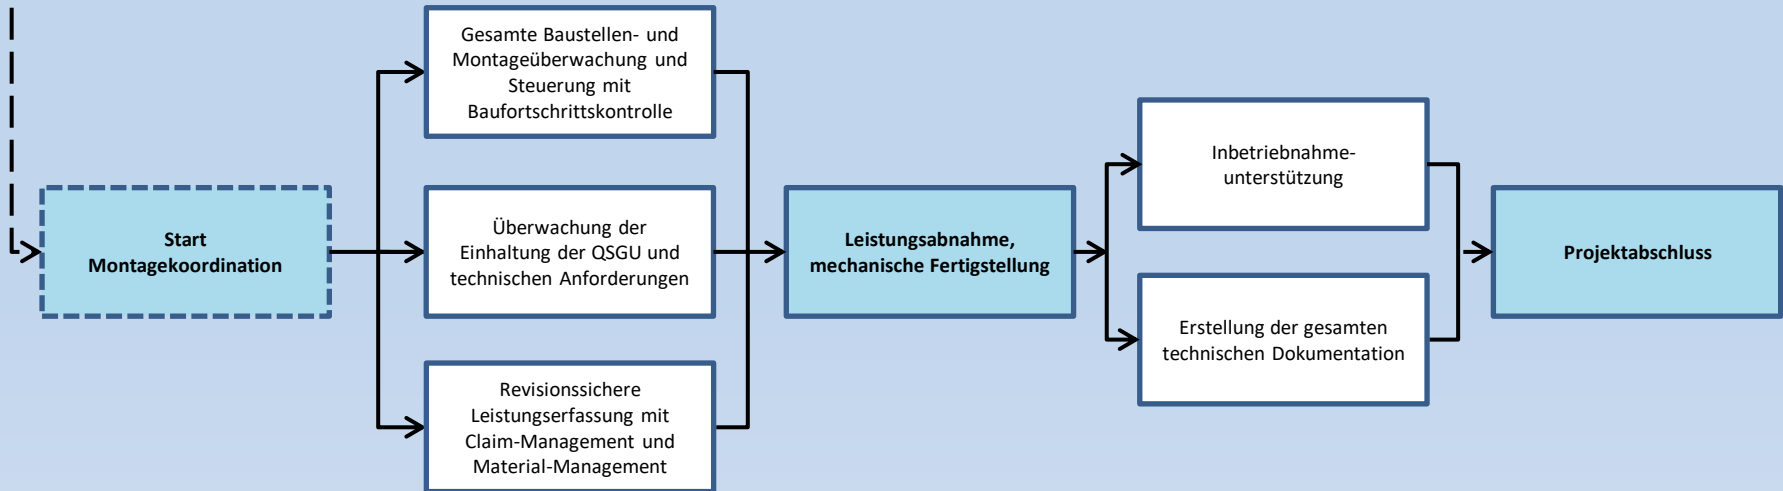 Gesamte Baustellen- und
Montageüberwachung und
Steuerung mit
Baufortschrittskontrolle
Start
Montagekoordination
Überwachung der
Einhaltung der QSGU und
technischen Anforderungen
Revisionssichere
Leistungserfassung mit
Claim-Management und
Material-Management
Leistungsabnahme,
mechanische Fertigstellung
Inbetriebnahme-
unterstützung
Erstellung der gesamten
technischen Dokumentation
Projektabschluss